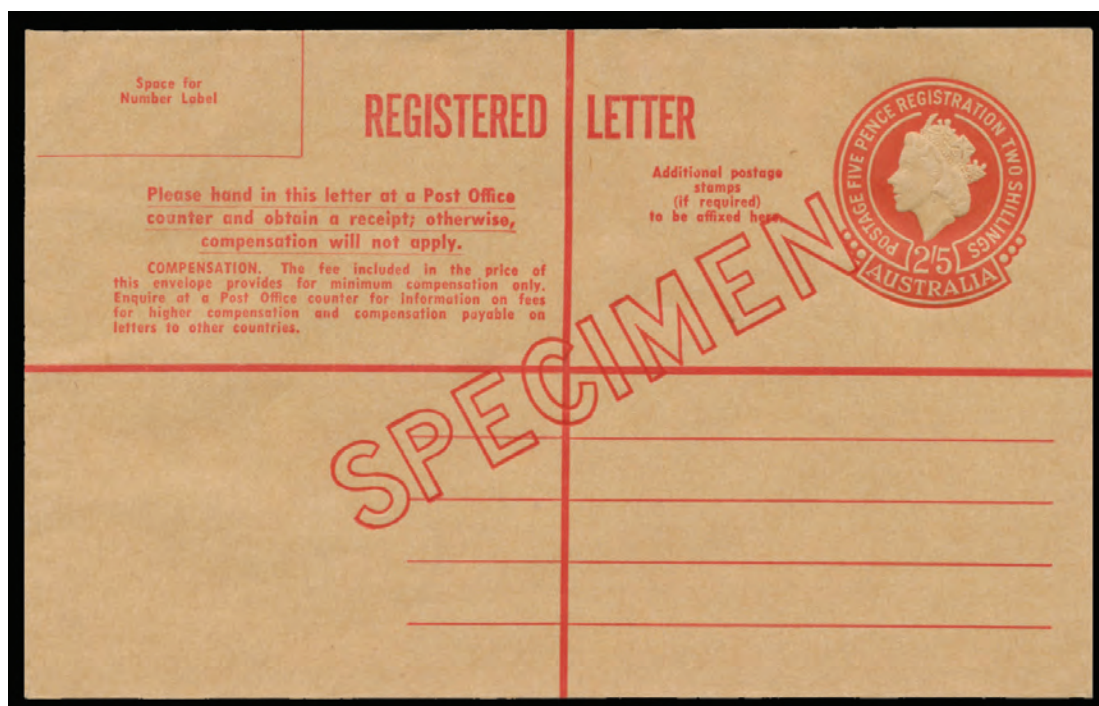 Space for
Number Label
REGISTERED LETTER
Please hand in this letter at a Post Office
counter and obtain a receipt; otherwise,
compensation will not apply.
COMPENSATION. The fee included in the price of
this envelope provides for minimum compensation only.
Enquire at a Post Office counter for information on fees
for higher compensation and compensation payable on
letters to other countries.
Additional postage
stamps
(if required)
to be affixed here.
POSTAGE FIVE PENCE REGISTRATION TWO SHILLINGS
2/5
AUSTRALIA
SPECIMEN